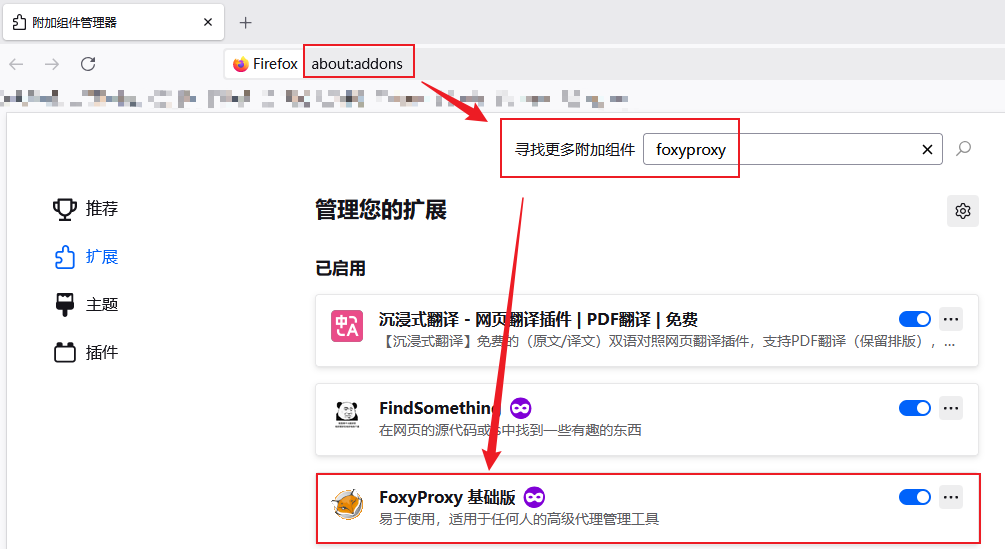 附加组件管理器
Firefox about:addons
寻找更多附加组件 foxyproxy
推荐
扩展
主题
插件
管理您的扩展
已启用
沉浸式翻译 - 网页翻译插件 | PDF翻译 | 免费
【沉浸式翻译】免费的（原文/译文）双语对照网页翻译插件，支持PDF翻译（保留排版），...
FindSomething
在网页的源代码或js中找到一些有趣的东西
FoxyProxy 基础版
易于使用，适用于任何人的高级代理管理工具